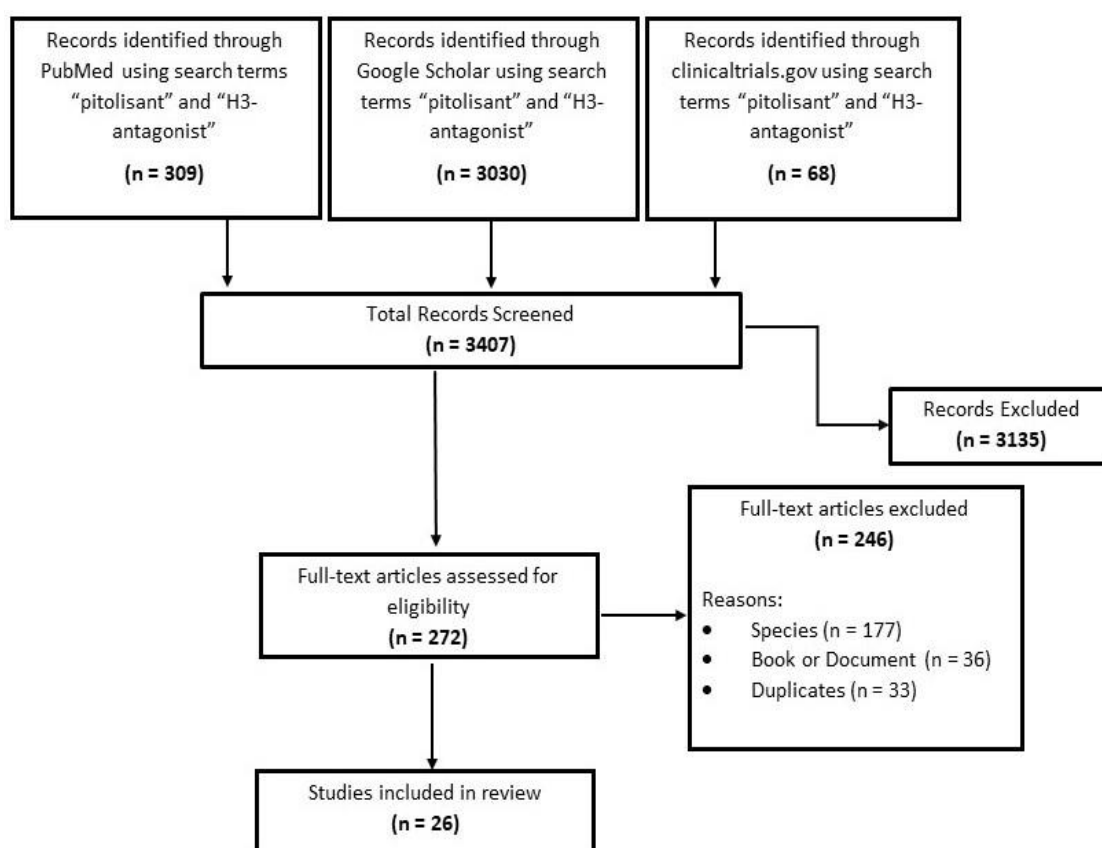 Records identified through
PubMed using search terms
“pitolisant” and “H3-
antagonist”
(n = 309)
Records identified through
Google Scholar using search
terms “pitolisant” and “H3-
antagonist”
(n = 3030)
Records identified through
clinicaltrials.gov using search
terms “pitolisant” and “H3-
antagonist”
(n = 68)
Total Records Screened
(n = 3407)
Records Excluded
(n = 3135)
Full-text articles assessed for
eligibility
(n = 272)
Full-text articles excluded
(n = 246)
Reasons:
• Species (n = 177)
• Book or Document (n = 36)
• Duplicates (n = 33)
Studies included in review
(n = 26)